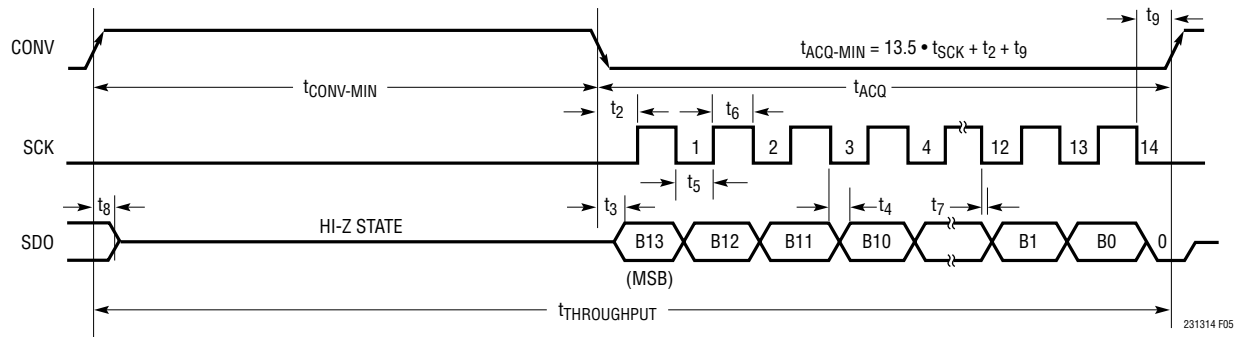 CONV
t9
tACQ-MIN = 13.5 • tSCK + t2 + t9
tCONV-MIN
tACQ
t2
t6
SCK
1
2
3
4
12
13
14
t5
t8
t3
t4
t7
SDO
HI-Z STATE
B13
B12
B11
B10
B1
B0
0
(MSB)
tTHROUGHPUT
231314 F05